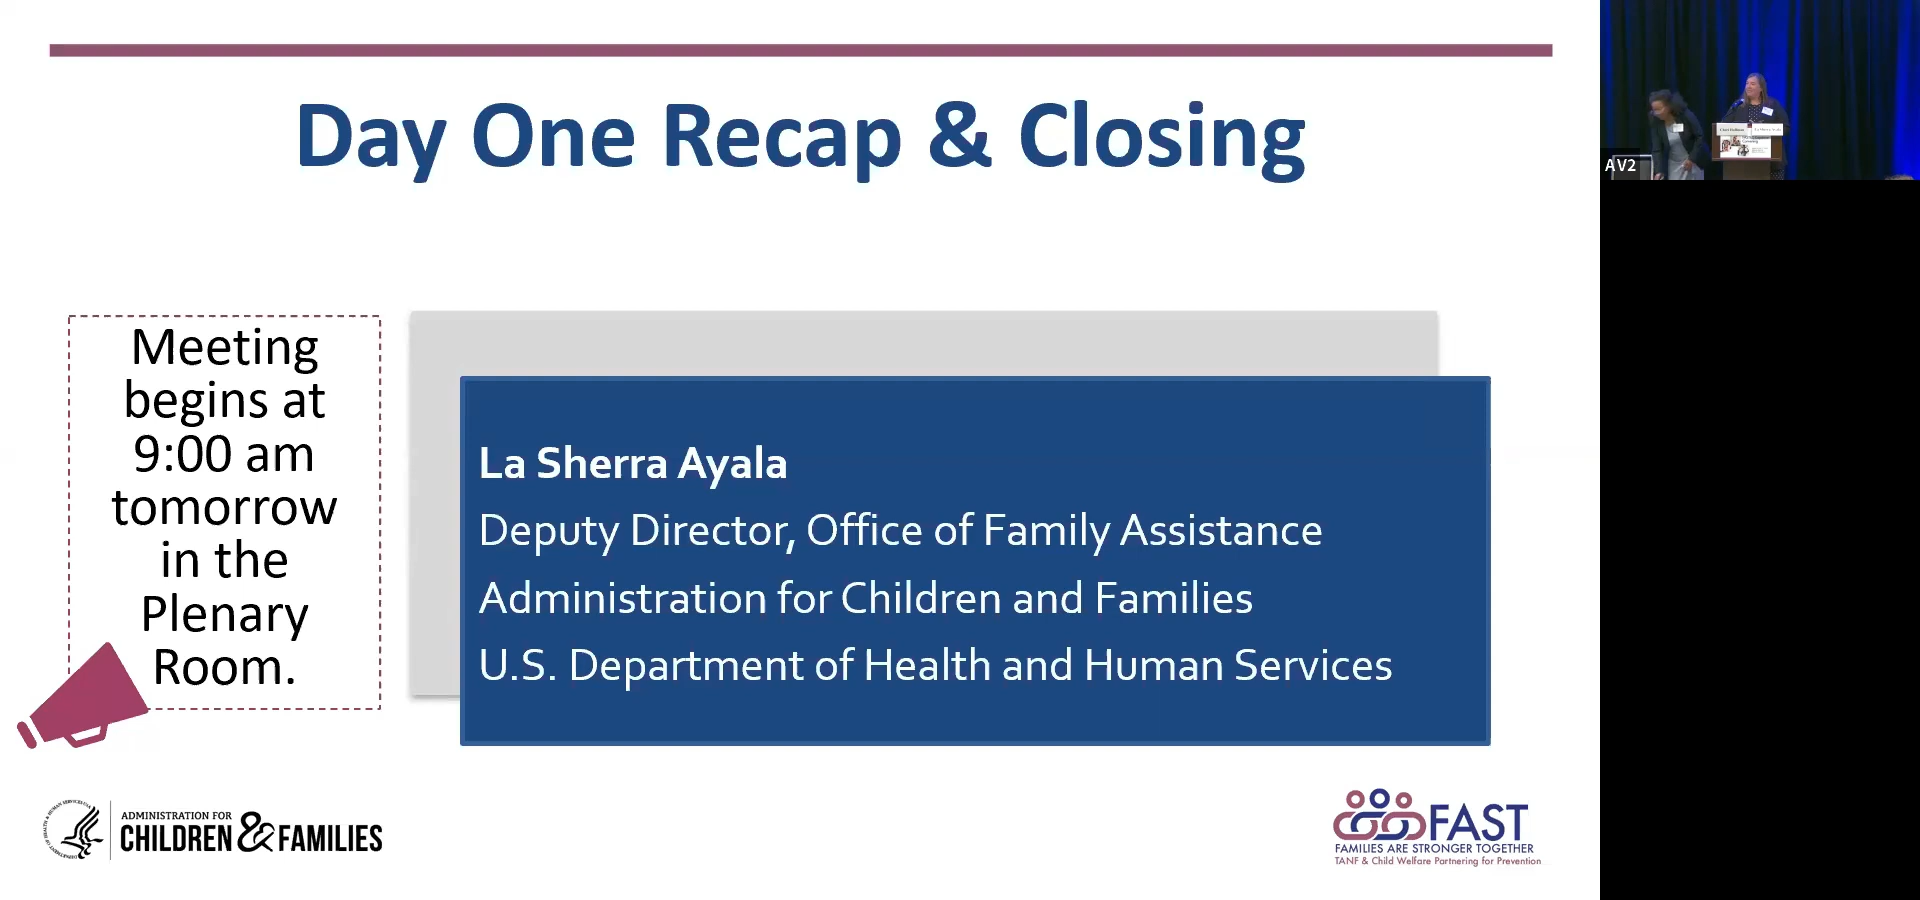 Day One Recap & Closing
Meeting
begins at
9:00 am
tomorrow
in the
Plenary
Room.
La Sherra Ayala
Deputy Director, Office of Family Assistance
Administration for Children and Families
U.S. Department of Health and Human Services
ADMINISTRATION FOR
CHILDREN & FAMILIES
FAST
FAMILIES ARE STRONGER TOGETHER
TANF & Child Welfare Partnering for Prevention
AV2